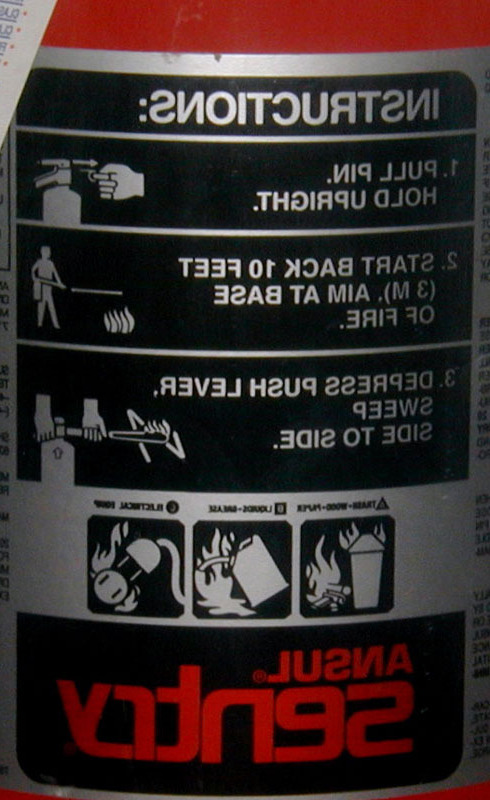 INSTRUCTIONS:
1. PULL PIN.
HOLD UPRIGHT.
2. START BACK 10 FEET
(3 M), AIM AT BASE
OF FIRE.
3. DEPRESS PUSH LEVER,
SWEEP
SIDE TO SIDE.
A TRASH-WOOD-PAPER B LIQUIDS-GREASE C ELECTRICAL EQUIP
ANSUL®
sentry